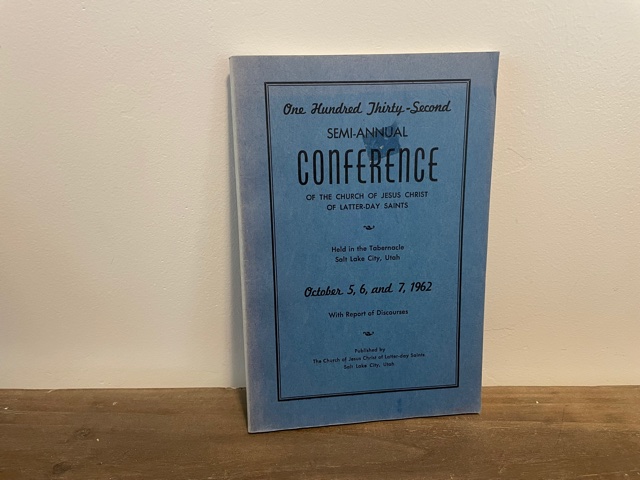 One Hundred Thirty-Second
SEMI-ANNUAL
CONFERENCE
OF THE CHURCH OF JESUS CHRIST
OF LATTER-DAY SAINTS
Held in the Tabernacle
Salt Lake City, Utah
October 5, 6, and 7, 1962
With Report of Discourses
Published by
The Church of Jesus Christ of Latter-day Saints
Salt Lake City, Utah